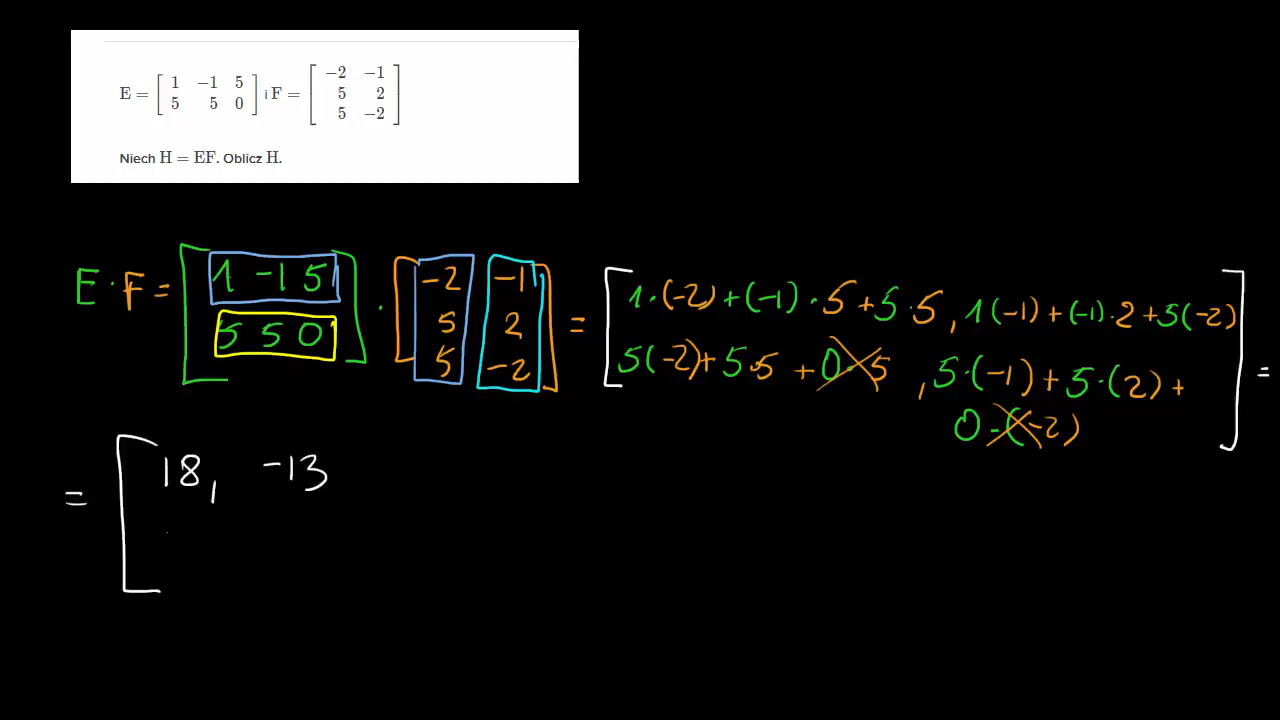 E = [ 1 −1 5 ] i F = [ −2 −1 ]
5 5 0 5 2
5 −2
Niech H = EF. Oblicz H.
E · F = [ 1 -1 5 ] · [ -2 -1 ] = [ 1·(-2)+(-1)·5+5·5, 1(-1)+(-1)·2+5(-2) ] =
5 5 0 5 2 5(-2)+5·5+0·5 , 5·(-1)+5·(2)+
5 -2 0·(-2)
= [ 18, -13